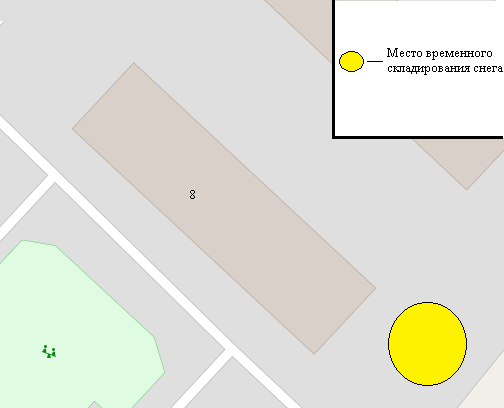 Место временного
складирования снега
8